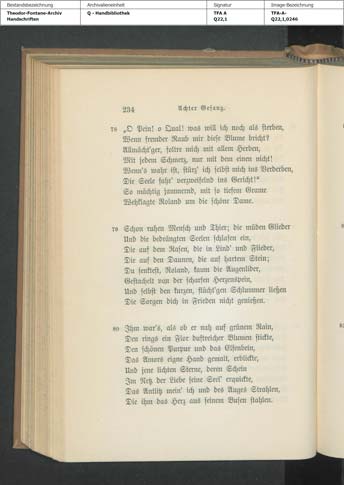 Bestandsbezeichnung
Archivalieneinheit
Signatur
Image-Bezeichnung
Theodor-Fontane-Archiv
Handschriften
Q - Handbibliothek
TFA A
Q22,1
TFA-A-
Q22,1,0246
234
Achter Gesang.
78 „O Pein! o Qual! was will ich noch als sterben,
Wenn fremder Raub mir diese Blume bricht?
Allmächt'ger, foltre mich mit allem Herben,
Mit jedem Schmerz, nur mit dem einen nicht!
Wenn's wahr ist, stürz' ich selbst mich ins Verderben,
Die Seele fahr' verzweifelnd ins Gericht!“
So mächtig jammernd, mit so tiefem Grame
Wehklagte Roland um die schöne Dame.
79 Schon ruhen Mensch und Thier; die müden Glieder
Und die bedrängten Seelen schlafen ein,
Die auf dem Rasen, die in Lind' und Flieder,
Die auf den Daunen, die auf hartem Stein;
Du senktest, Roland, kaum die Augenlider,
Gestachelt von der scharfen Herzenspein,
Und selbst den kurzen, flücht'gen Schlummer ließen
Die Sorgen dich in Frieden nicht genießen.
80 Ihm war's, als ob er nah auf grünem Rain,
Den rings ein Flor duftreicher Blumen stickte,
Den schönen Purpur und das Elfenbein,
Das Amors eigne Hand gemalt, erblickte,
Und jene lichten Sterne, deren Schein
Im Netz der Liebe seine Seel' erquickte,
Das Antlitz mein' ich und des Auges Strahlen,
Die ihm das Herz aus seinem Busen stahlen.